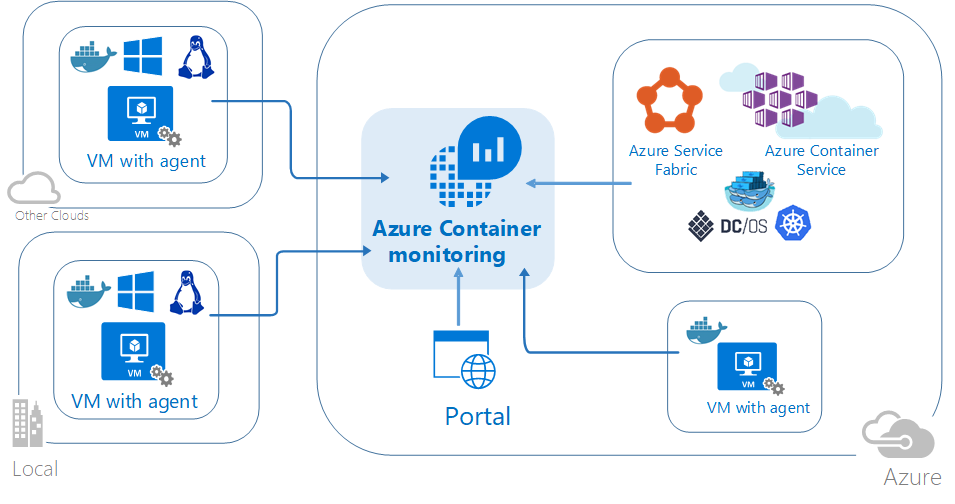 VM
VM with agent
Other Clouds
VM
VM with agent
Local
Azure Container
monitoring
Portal
Azure Service
Fabric
Azure Container
Service
DC/OS
VM
VM with agent
Azure